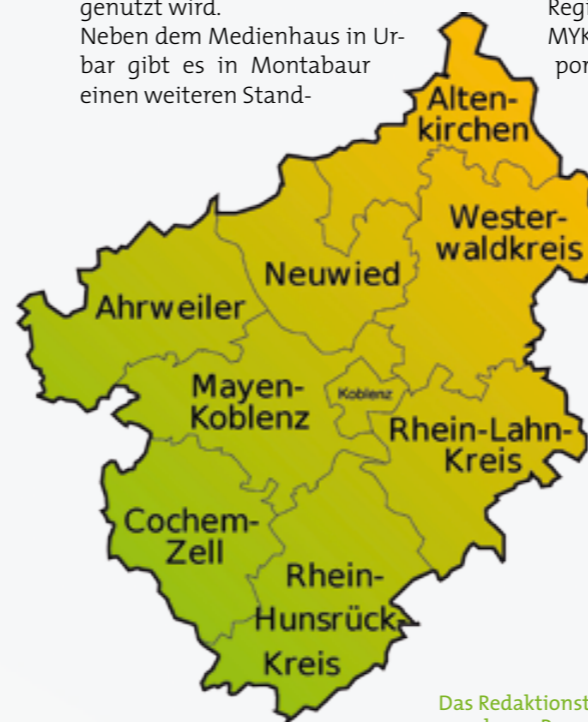 genutzt wird.
Neben dem Medienhaus in Ur-
bar gibt es in Montabaur
einen weiteren Stand-
MYK
Alten-
kirchen
Wester-
waldkreis
Neuwied
Ahrweiler
Mayen-
Koblenz
Koblenz
Rhein-Lahn-
Kreis
Cochem-
Zell
Rhein-
Hunsrück
Kreis
Das Redaktionst